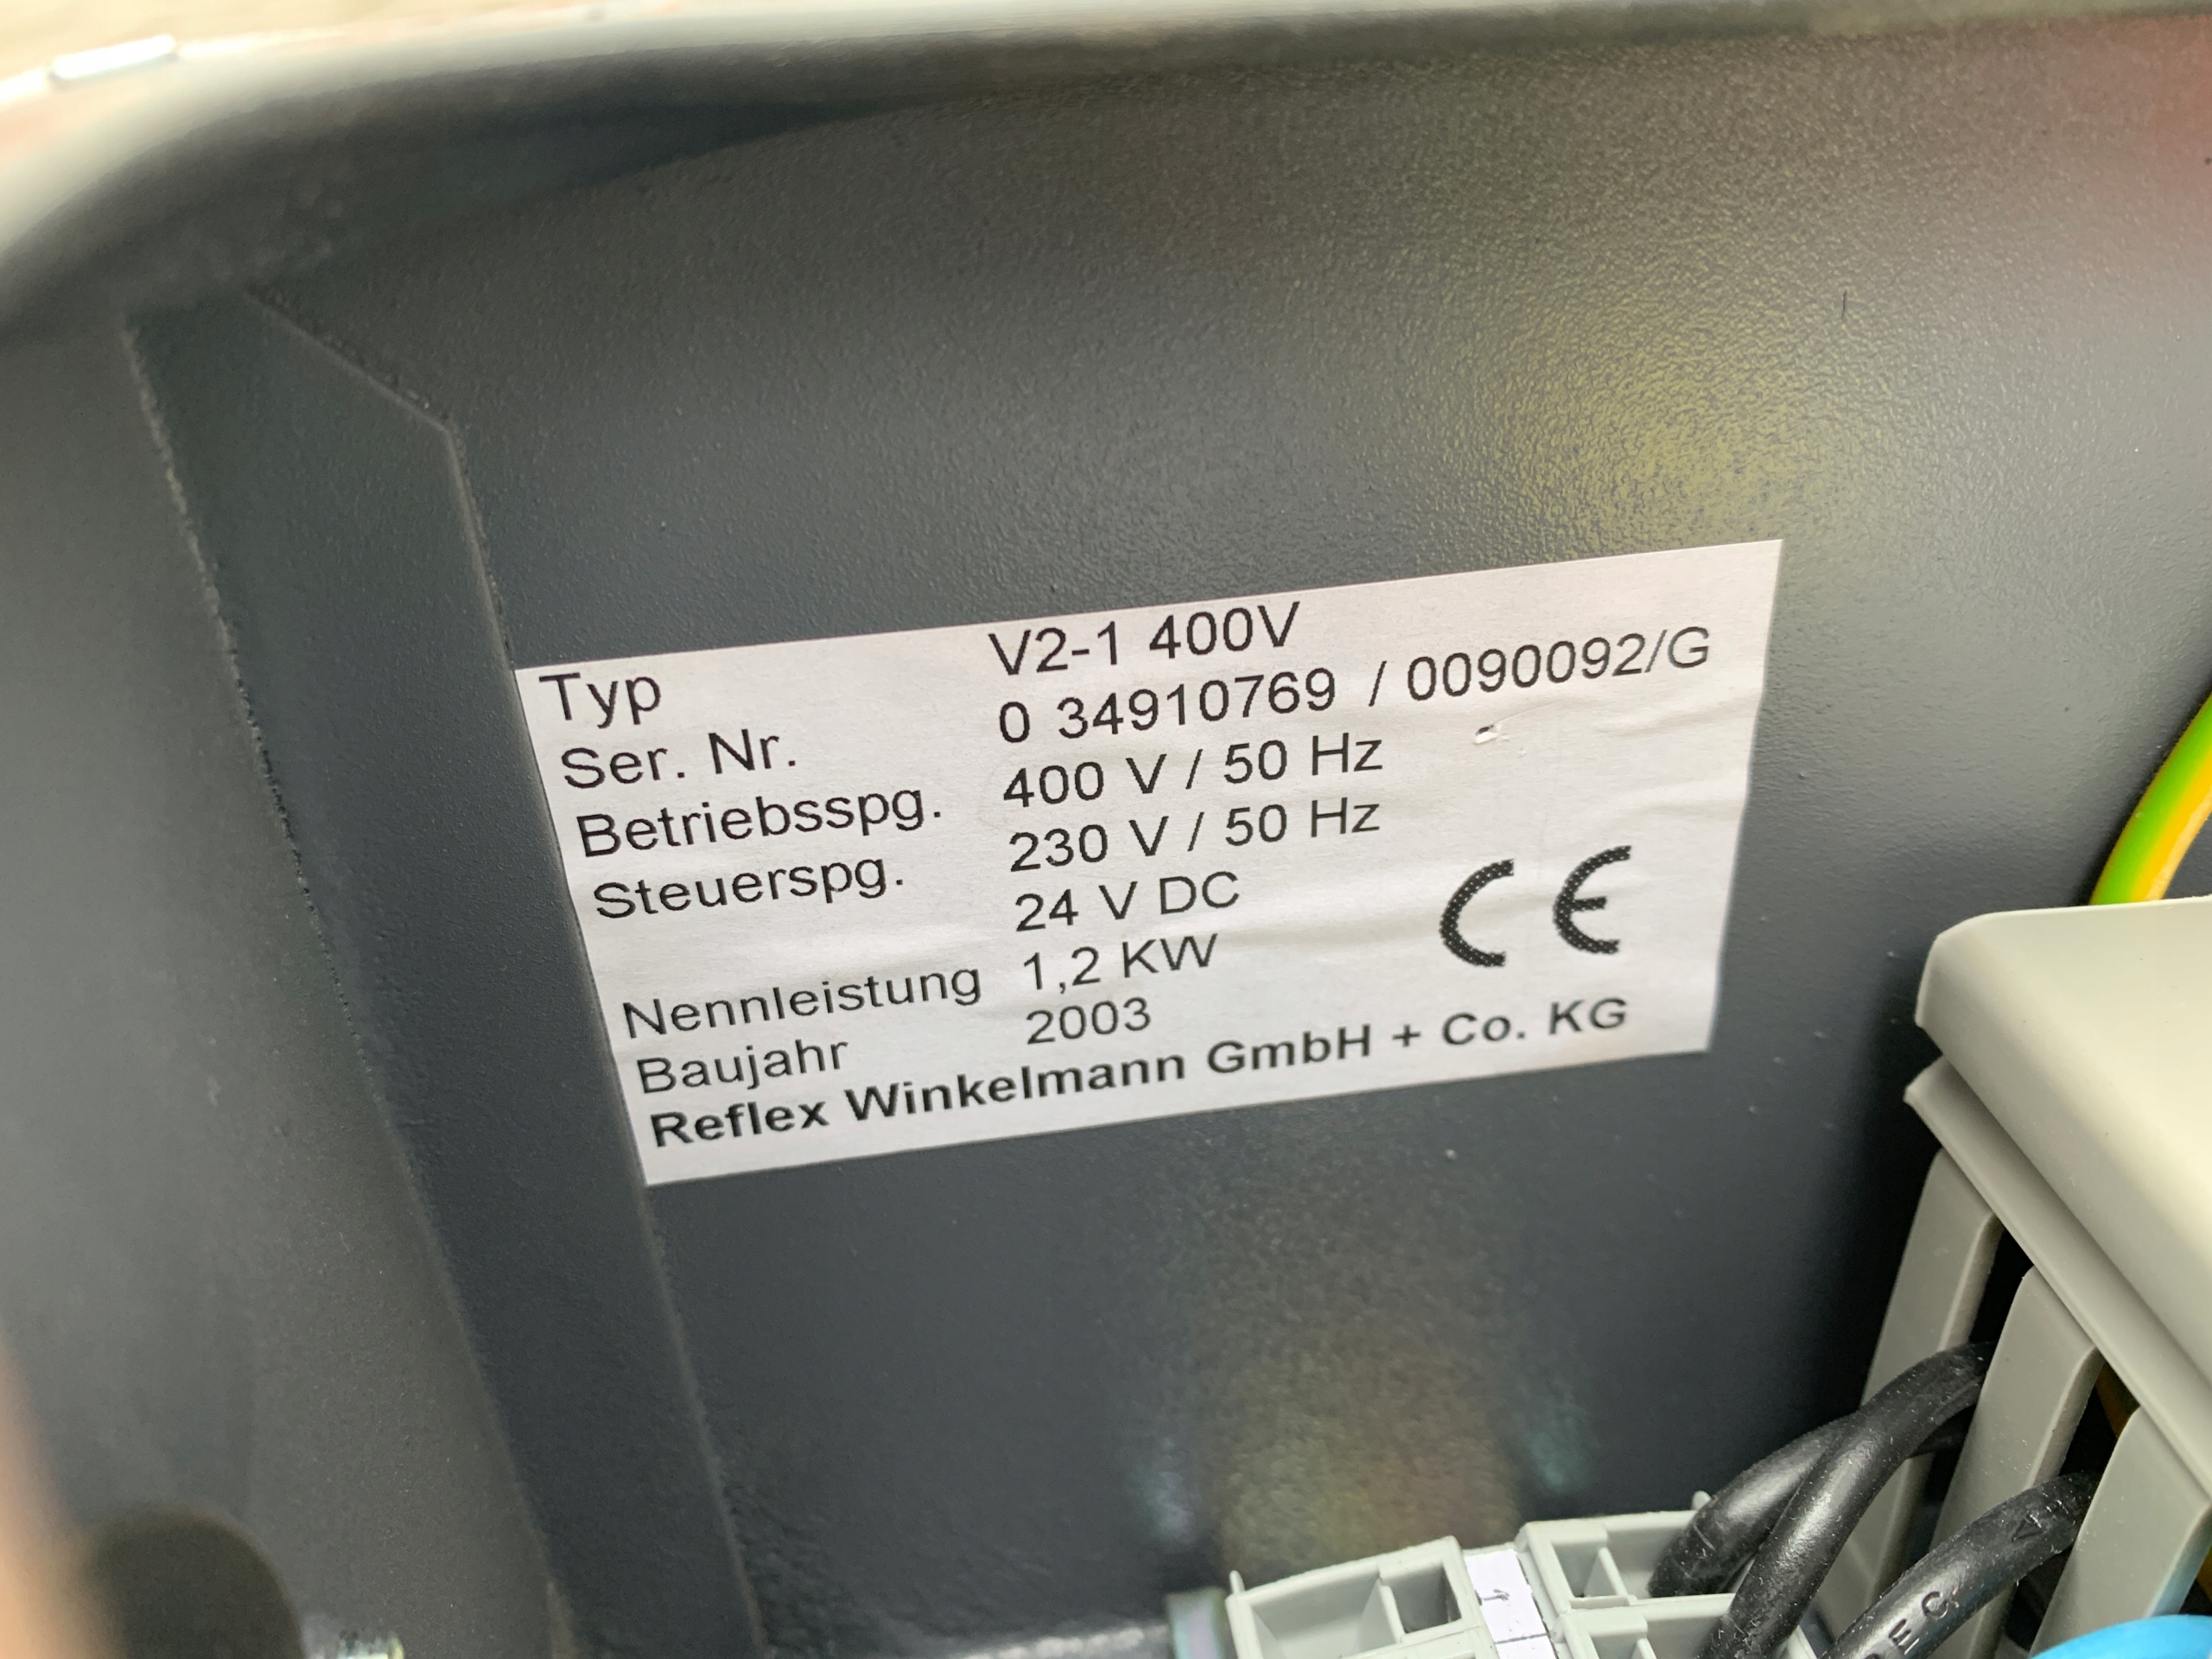 Typ V2-1 400V
Ser. Nr. 0 34910769 / 0090092/G
Betriebsspg. 400 V / 50 Hz
Steuerspg. 230 V / 50 Hz
24 V DC
Nennleistung 1,2 KW
Baujahr 2003
CE
Reflex Winkelmann GmbH + Co. KG